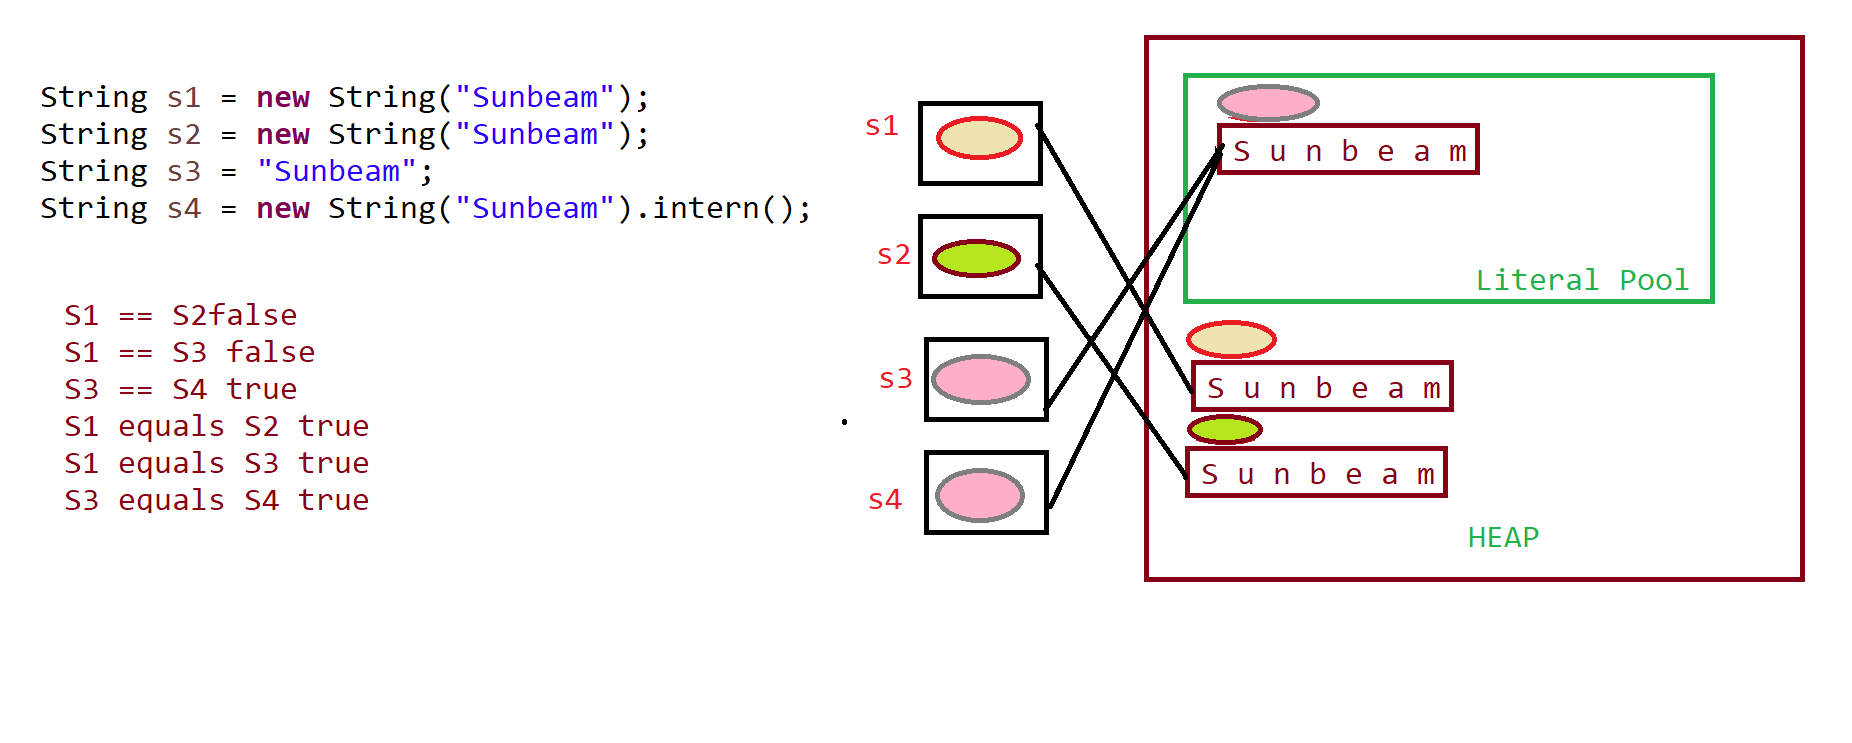 String s1 = new String("Sunbeam");
String s2 = new String("Sunbeam");
String s3 = "Sunbeam";
String s4 = new String("Sunbeam").intern();
S1 == S2false
S1 == S3 false
S3 == S4 true
S1 equals S2 true
S1 equals S3 true
S3 equals S4 true
s1
s2
s3
s4
S u n b e a m
Literal Pool
S u n b e a m
S u n b e a m
HEAP